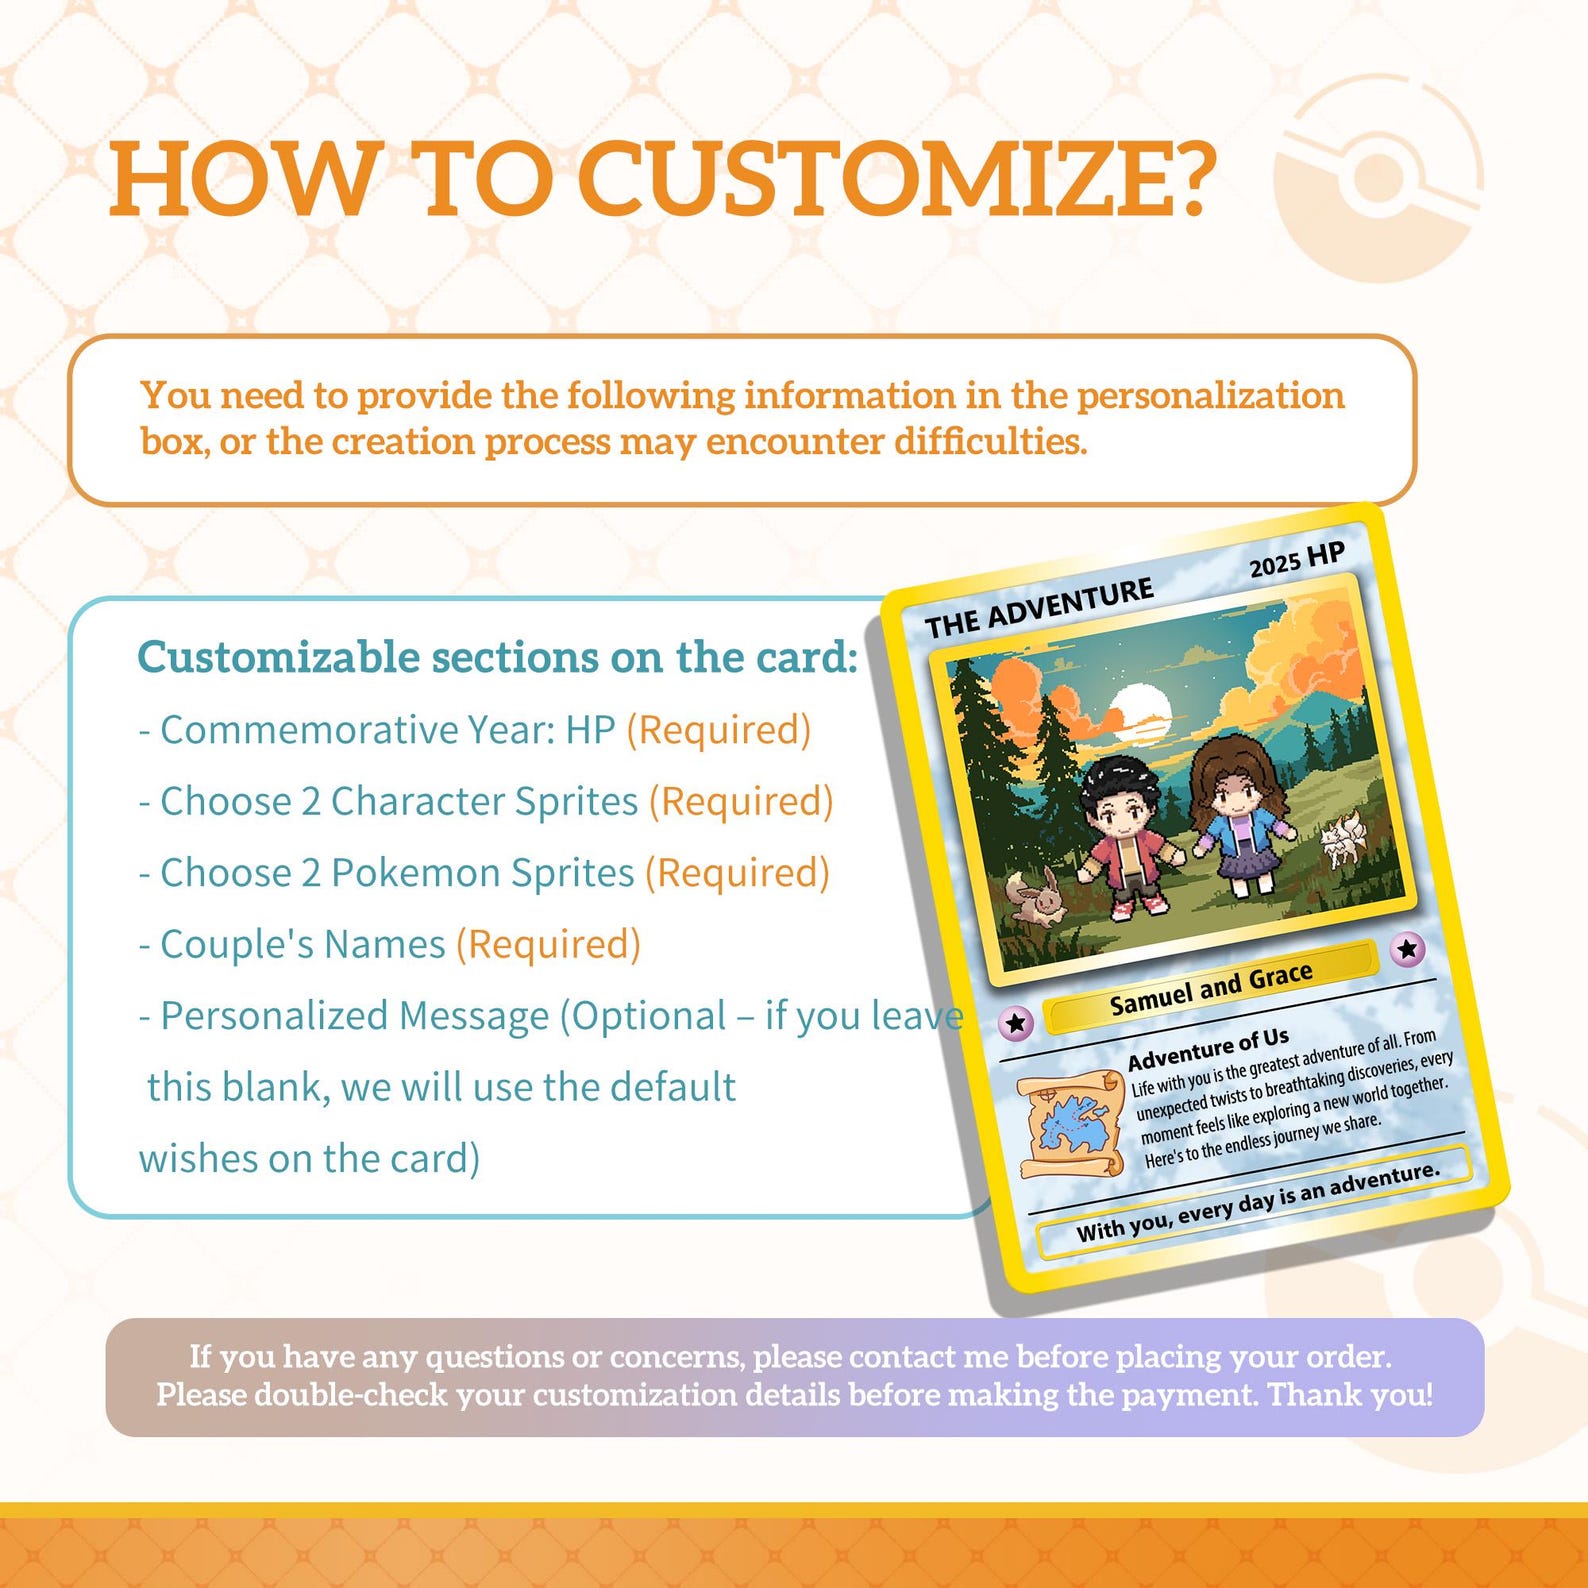 HOW TO CUSTOMIZE?
You need to provide the following information in the personalization
box, or the creation process may encounter difficulties.
Customizable sections on the card:
- Commemorative Year: HP (Required)
- Choose 2 Character Sprites (Required)
- Choose 2 Pokemon Sprites (Required)
- Couple's Names (Required)
- Personalized Message (Optional – if you leave
this blank, we will use the default
wishes on the card)
THE ADVENTURE
2025 HP
Samuel and Grace
Adventure of Us
Life with you is the greatest adventure of all. From
unexpected twists to breathtaking discoveries, every
moment feels like exploring a new world together.
Here's to the endless journey we share.
With you, every day is an adventure.
If you have any questions or concerns, please contact me before placing your order.
Please double-check your customization details before making the payment. Thank you!